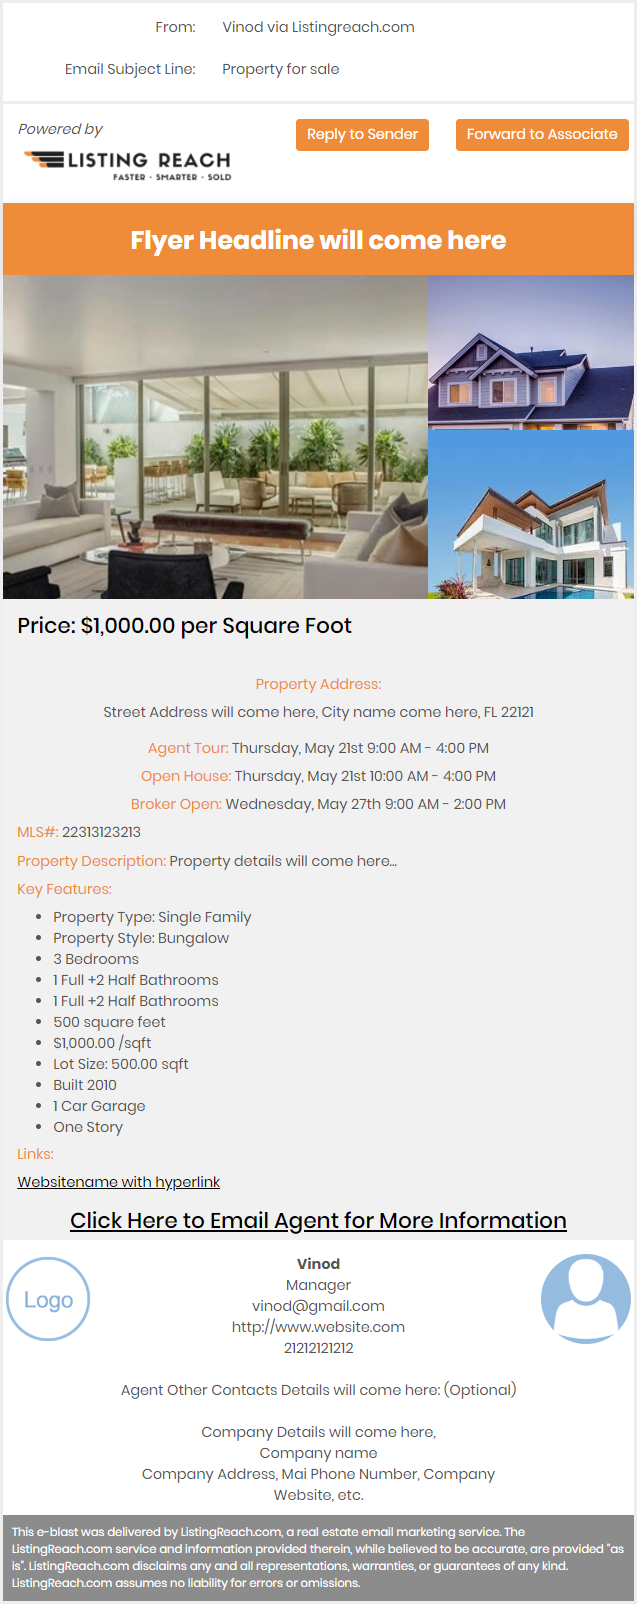 From: Vinod via Listingreach.com
Email Subject Line: Property for sale
Powered by
Reply to Sender
Forward to Associate
LISTING REACH
FASTER • SMARTER • SOLD
Flyer Headline will come here
Price: $1,000.00 per Square Foot
Property Address:
Street Address will come here, City name come here, FL 22121
Agent Tour: Thursday, May 21st 9:00 AM - 4:00 PM
Open House: Thursday, May 21st 10:00 AM - 4:00 PM
Broker Open: Wednesday, May 27th 9:00 AM - 2:00 PM
MLS#: 22313123213
Property Description: Property details will come here...
Key Features:
• Property Type: Single Family
• Property Style: Bungalow
• 3 Bedrooms
• 1 Full +2 Half Bathrooms
• 1 Full +2 Half Bathrooms
• 500 square feet
• $1,000.00 /sqft
• Lot Size: 500.00 sqft
• Built 2010
• 1 Car Garage
• One Story
Links:
Websitename with hyperlink
Click Here to Email Agent for More Information
Logo
Vinod
Manager
vinod@gmail.com
http://www.website.com
21212121212
Agent Other Contacts Details will come here: (Optional)
Company Details will come here,
Company name
Company Address, Mai Phone Number, Company
Website, etc.
This e-blast was delivered by ListingReach.com, a real estate email marketing service. The
ListingReach.com service and information provided therein, while believed to be accurate, are provided "as
is". ListingReach.com disclaims any and all representations, warranties, or guarantees of any kind.
ListingReach.com assumes no liability for errors or omissions.